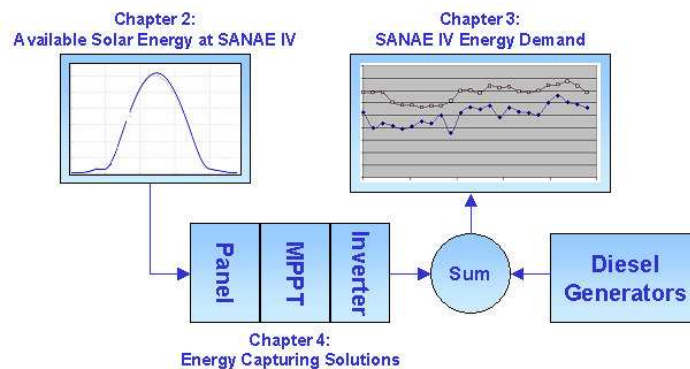 Chapter 2:
Available Solar Energy at SANAE IV
Chapter 3:
SANAE IV Energy Demand
Panel
MPPT
Inverter
Sum
Diesel
Generators
Chapter 4:
Energy Capturing Solutions